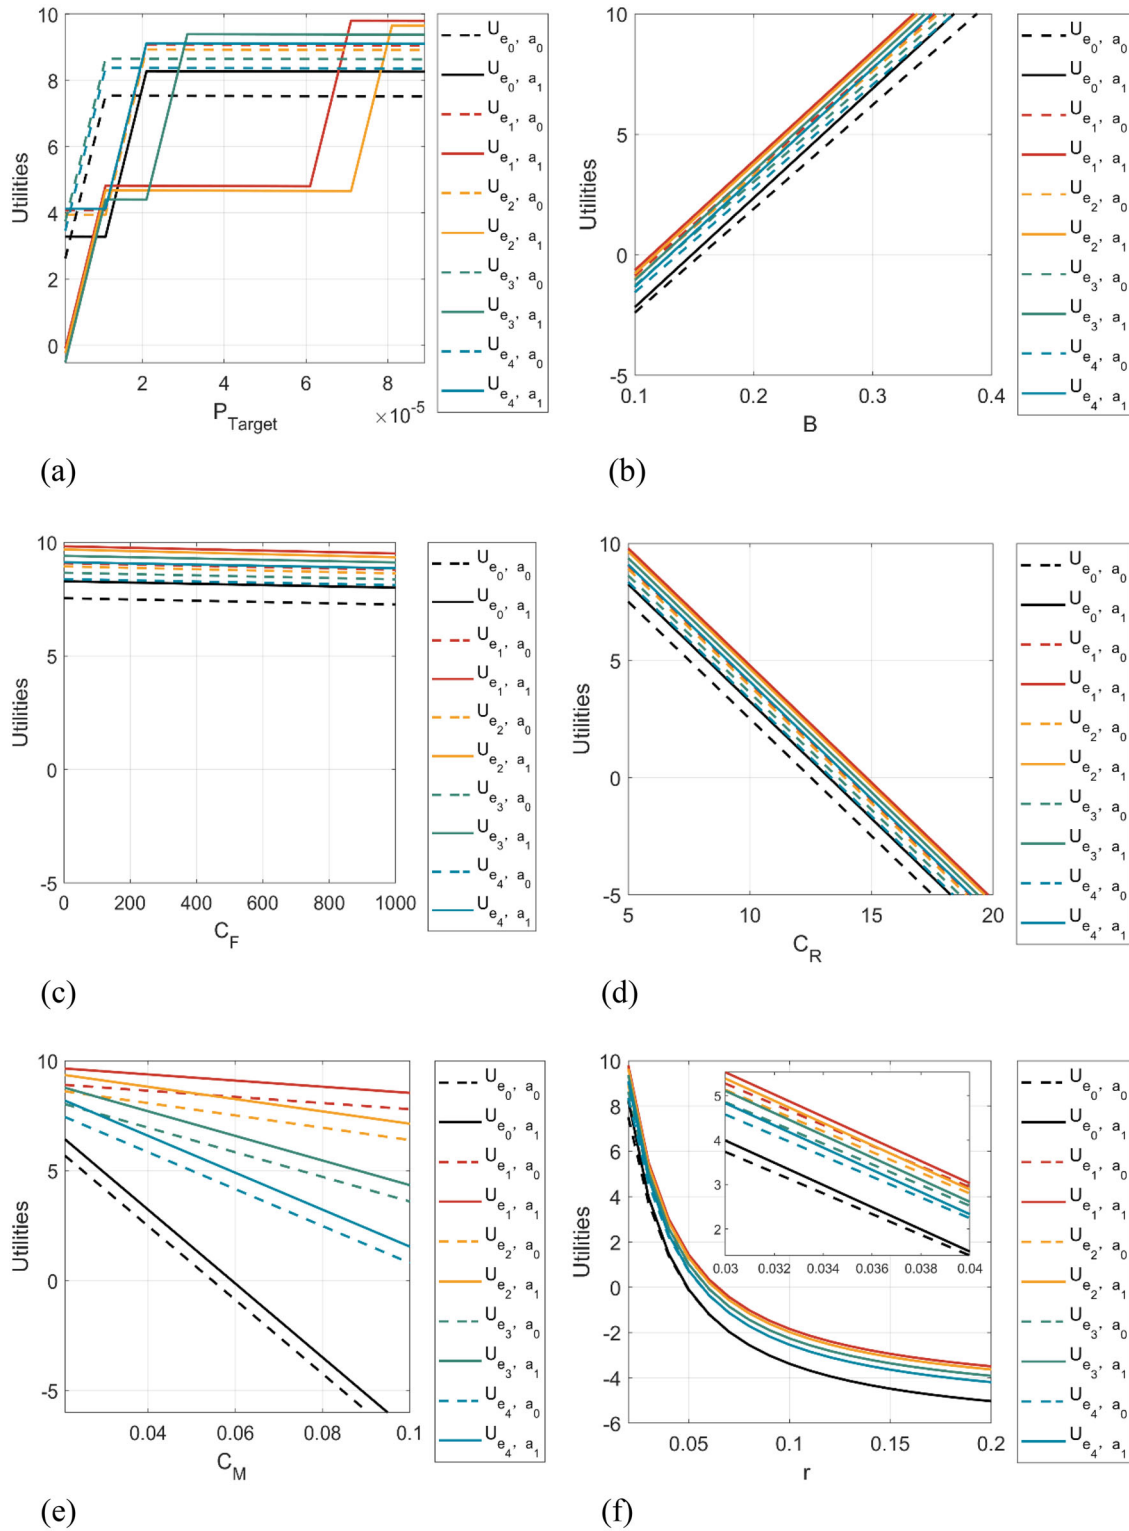 10
8
6
4
2
0
Utilities
2
4
6
8
×10⁻⁵
P_Target
U_e₀, a₀
U_e₀, a₁
U_e₁, a₀
U_e₁, a₁
U_e₂, a₀
U_e₂, a₁
U_e₃, a₀
U_e₃, a₁
U_e₄, a₀
U_e₄, a₁
(a)
10
5
0
-5
Utilities
0.1
0.2
0.3
0.4
B
U_e₀, a₀
U_e₀, a₁
U_e₁, a₀
U_e₁, a₁
U_e₂, a₀
U_e₂, a₁
U_e₃, a₀
U_e₃, a₁
U_e₄, a₀
U_e₄, a₁
(b)
10
5
0
-5
Utilities
0
200
400
600
800
1000
C_F
U_e₀, a₀
U_e₀, a₁
U_e₁, a₀
U_e₁, a₁
U_e₂, a₀
U_e₂, a₁
U_e₃, a₀
U_e₃, a₁
U_e₄, a₀
U_e₄, a₁
(c)
10
5
0
-5
Utilities
5
10
15
20
C_R
U_e₀, a₀
U_e₀, a₁
U_e₁, a₀
U_e₁, a₁
U_e₂, a₀
U_e₂, a₁
U_e₃, a₀
U_e₃, a₁
U_e₄, a₀
U_e₄, a₁
(d)
10
5
0
-5
Utilities
0.04
0.06
0.08
0.1
C_M
U_e₀, a₀
U_e₀, a₁
U_e₁, a₀
U_e₁, a₁
U_e₂, a₀
U_e₂, a₁
U_e₃, a₀
U_e₃, a₁
U_e₄, a₀
U_e₄, a₁
(e)
10
8
6
4
2
0
-2
-4
-6
Utilities
5
4
3
2
0.03
0.032
0.034
0.036
0.038
0.04
0.05
0.1
0.15
0.2
r
U_e₀, a₀
U_e₀, a₁
U_e₁, a₀
U_e₁, a₁
U_e₂, a₀
U_e₂, a₁
U_e₃, a₀
U_e₃, a₁
U_e₄, a₀
U_e₄, a₁
(f)